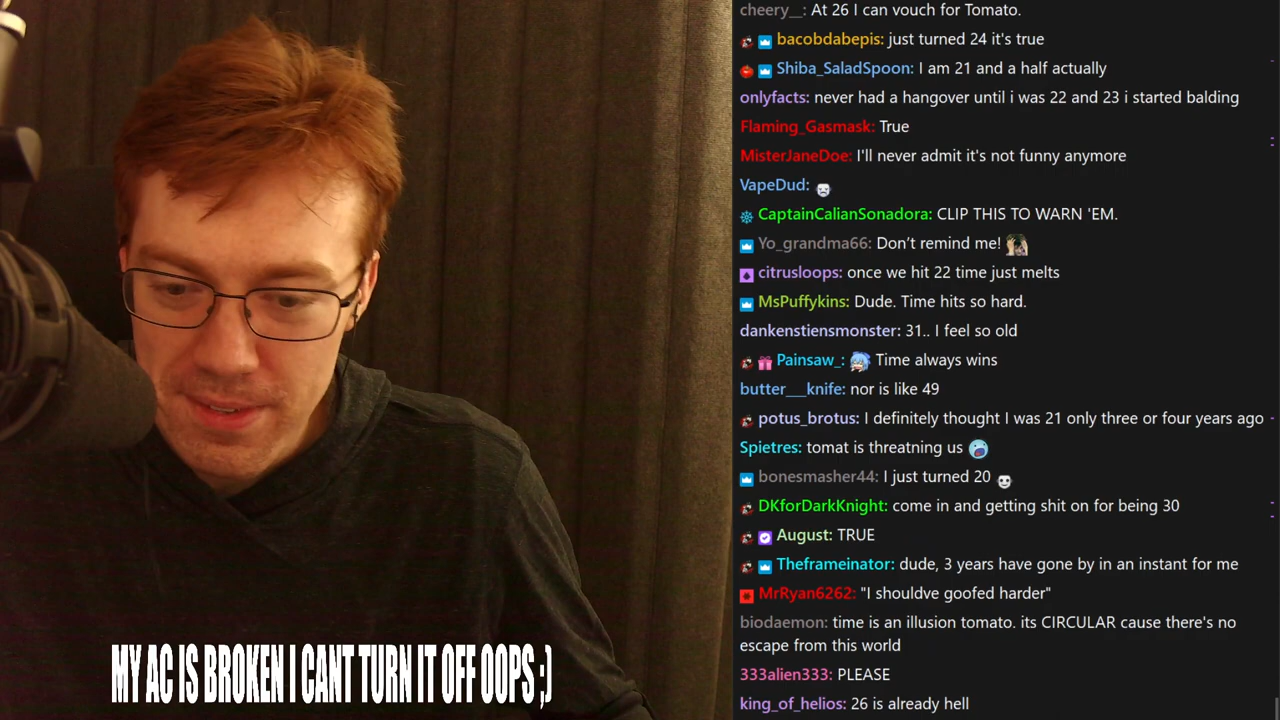 cheery__: At 26 I can vouch for Tomato.
bacobdabepis: just turned 24 it's true
Shiba_SaladSpoon: I am 21 and a half actually
onlyfacts: never had a hangover until i was 22 and 23 i started balding
Flaming_Gasmask: True
MisterJaneDoe: I'll never admit it's not funny anymore
VapeDud:
CaptainCalianSonadora: CLIP THIS TO WARN 'EM.
Yo_grandma66: Don’t remind me!
citrusloops: once we hit 22 time just melts
MsPuffykins: Dude. Time hits so hard.
dankenstiensmonster: 31.. I feel so old
Painsaw_: Time always wins
butter___knife: nor is like 49
potus_brotus: I definitely thought I was 21 only three or four years ago
Spietres: tomat is threatning us
bonesmasher44: I just turned 20
DKforDarkKnight: come in and getting shit on for being 30
August: TRUE
Theframeinator: dude, 3 years have gone by in an instant for me
MrRyan6262: "I shouldve goofed harder"
biodaemon: time is an illusion tomato. its CIRCULAR cause there's no
escape from this world
333alien333: PLEASE
king_of_helios: 26 is already hell
MY AC IS BROKEN I CANT TURN IT OFF OOPS ;)